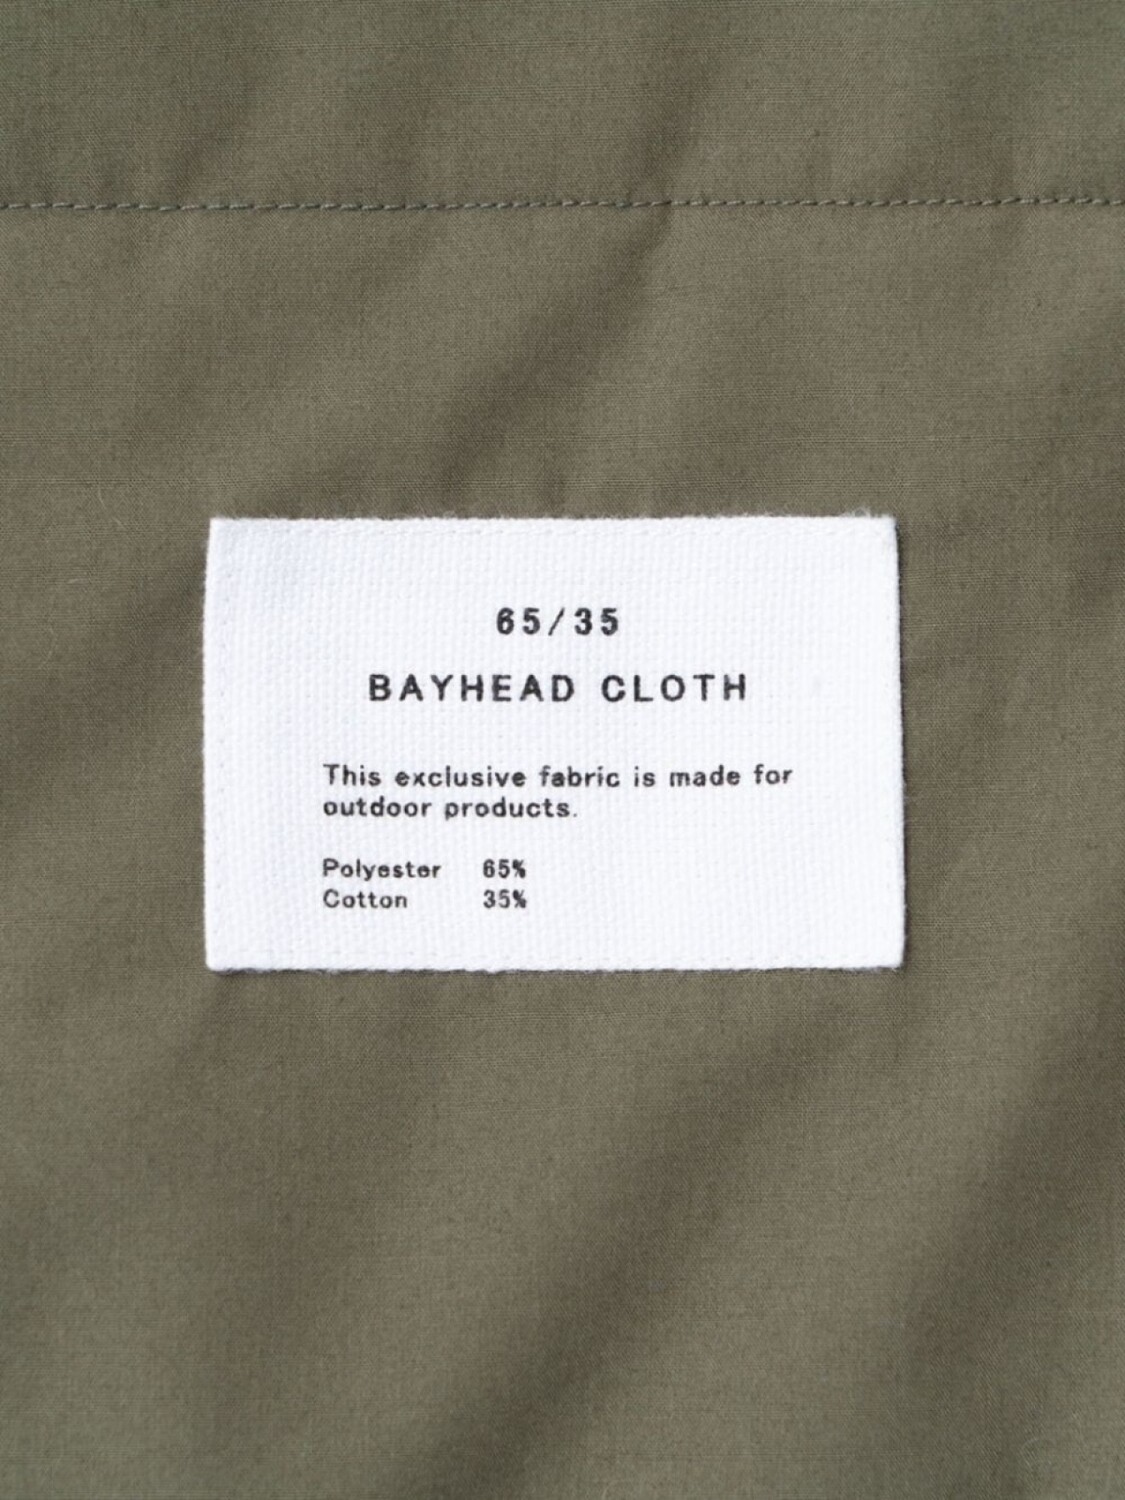 65/35
BAYHEAD CLOTH
This exclusive fabric is made for
outdoor products.
Polyester 65%
Cotton 35%